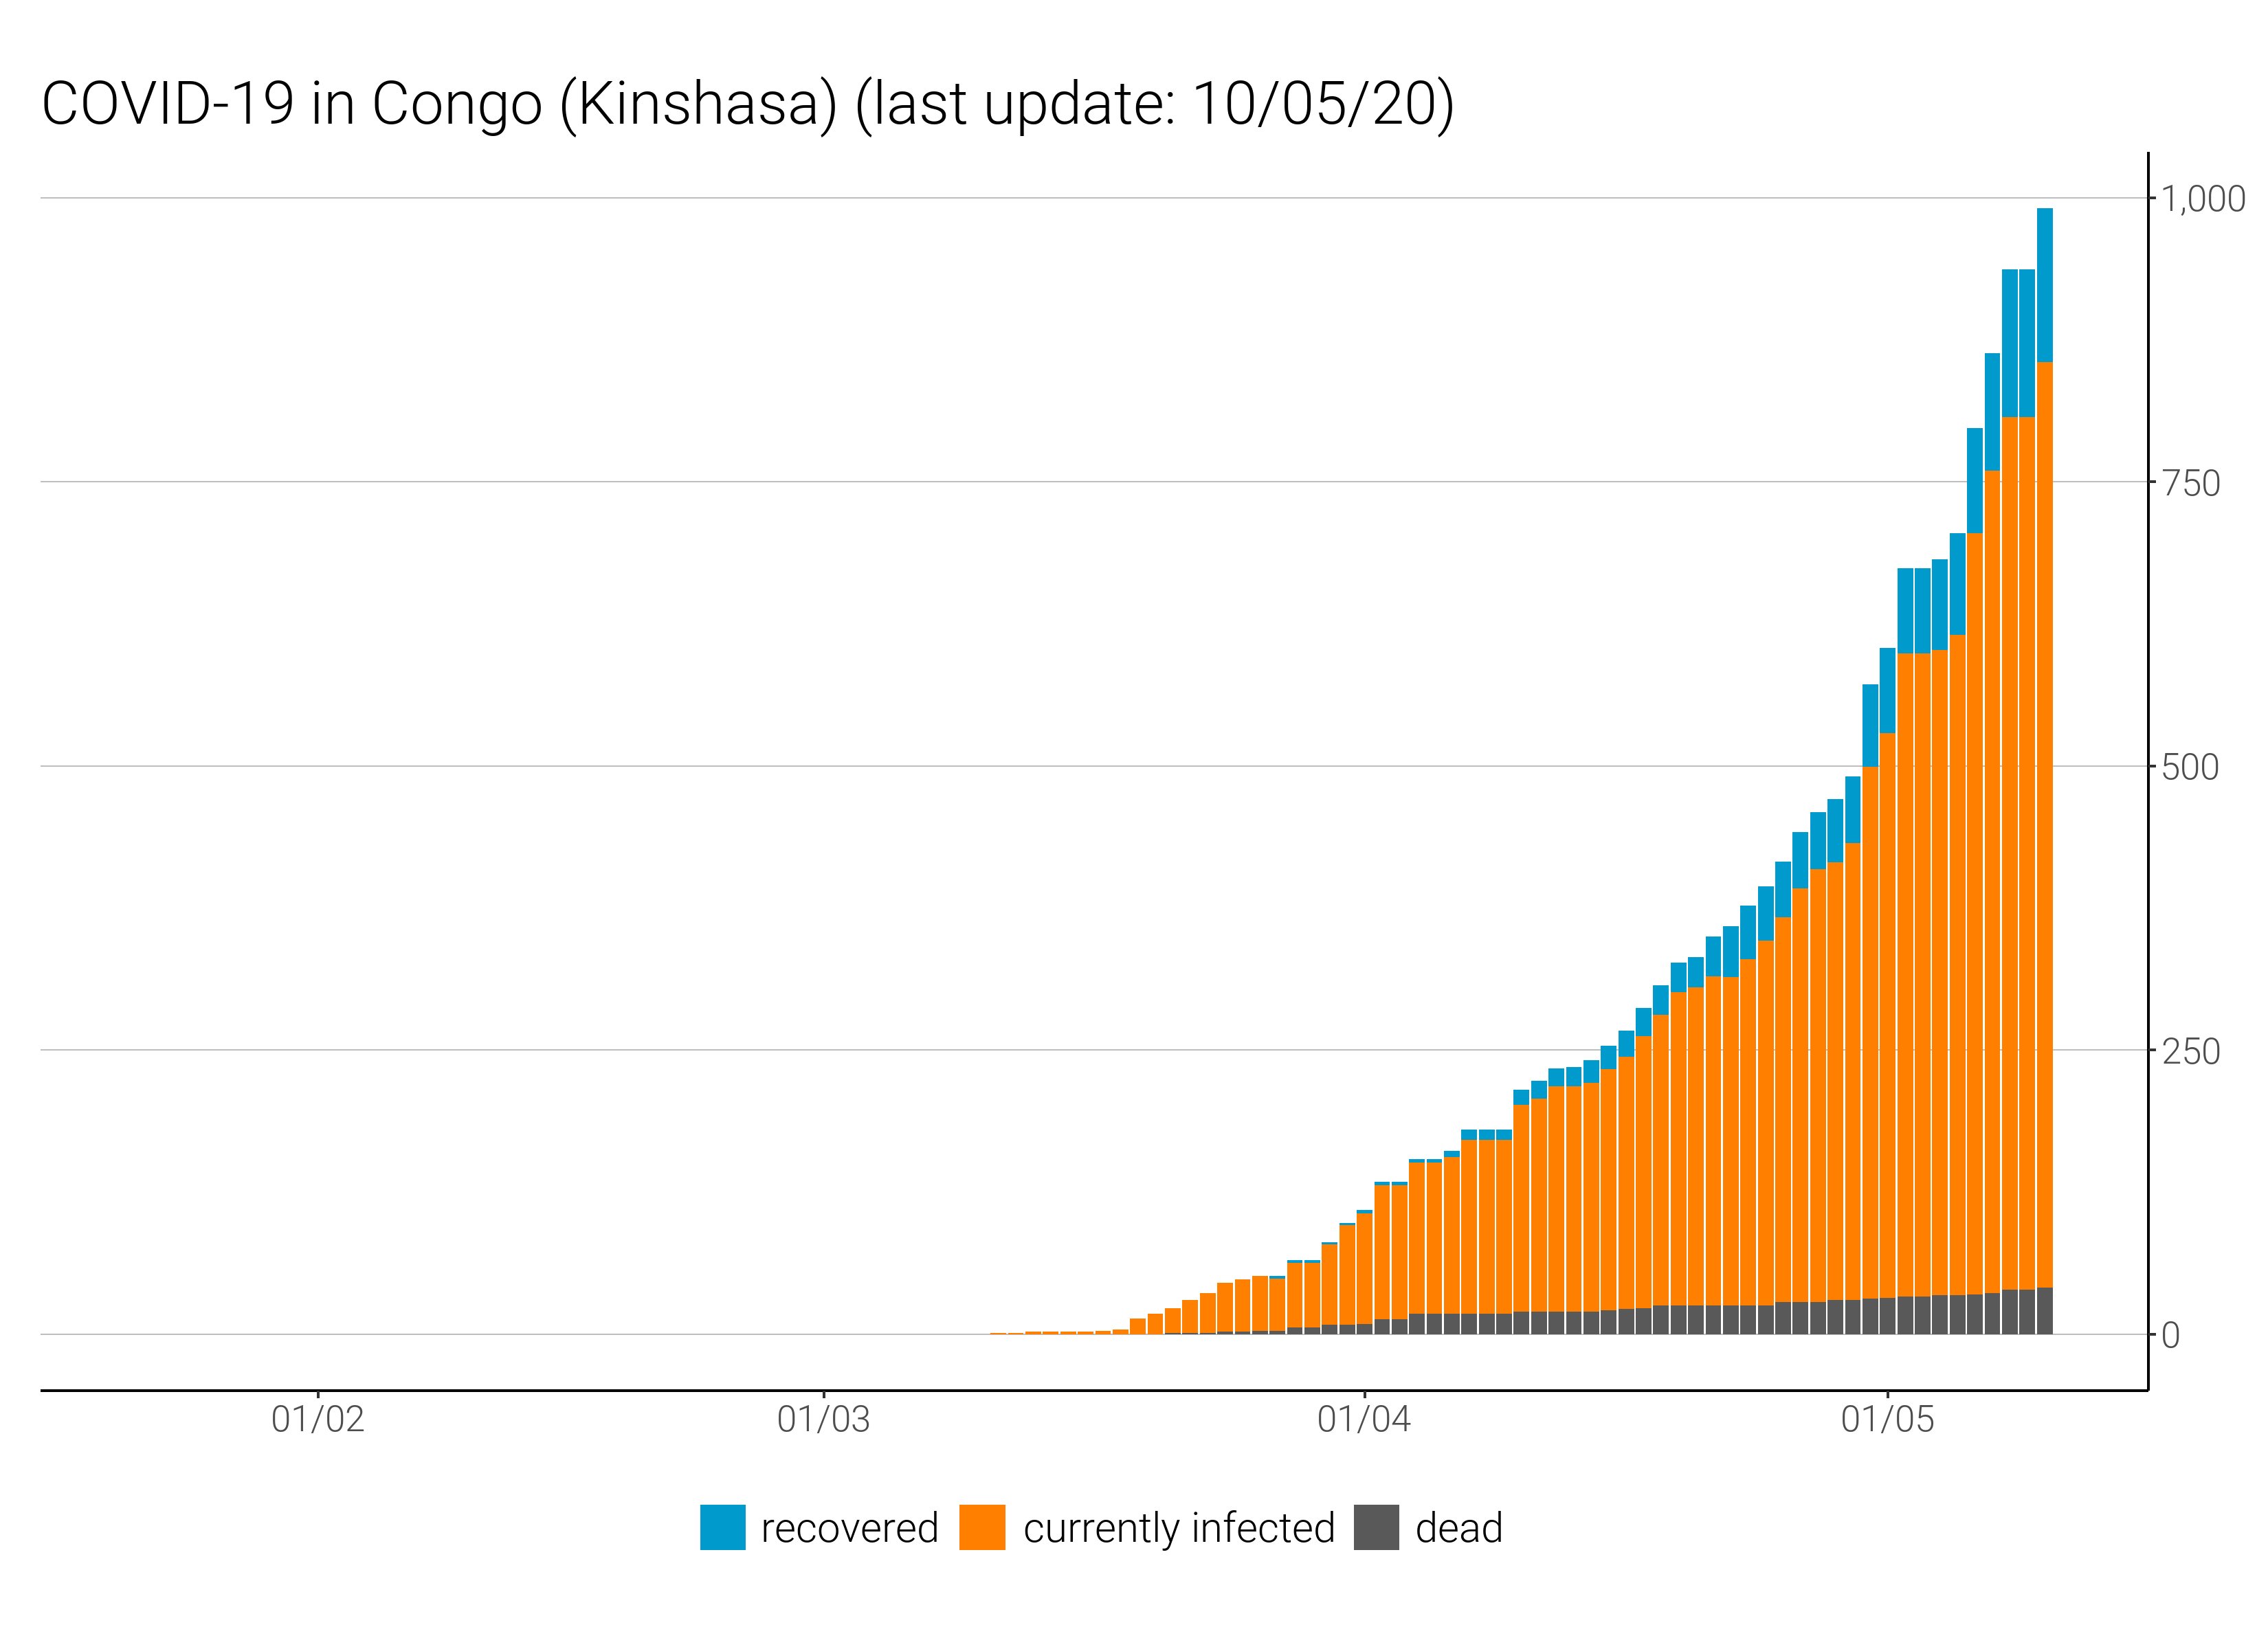 COVID-19 in Congo (Kinshasa) (last update: 10/05/20)
1,000
750
500
250
0
01/02 01/03 01/04 01/05
recovered currently infected dead